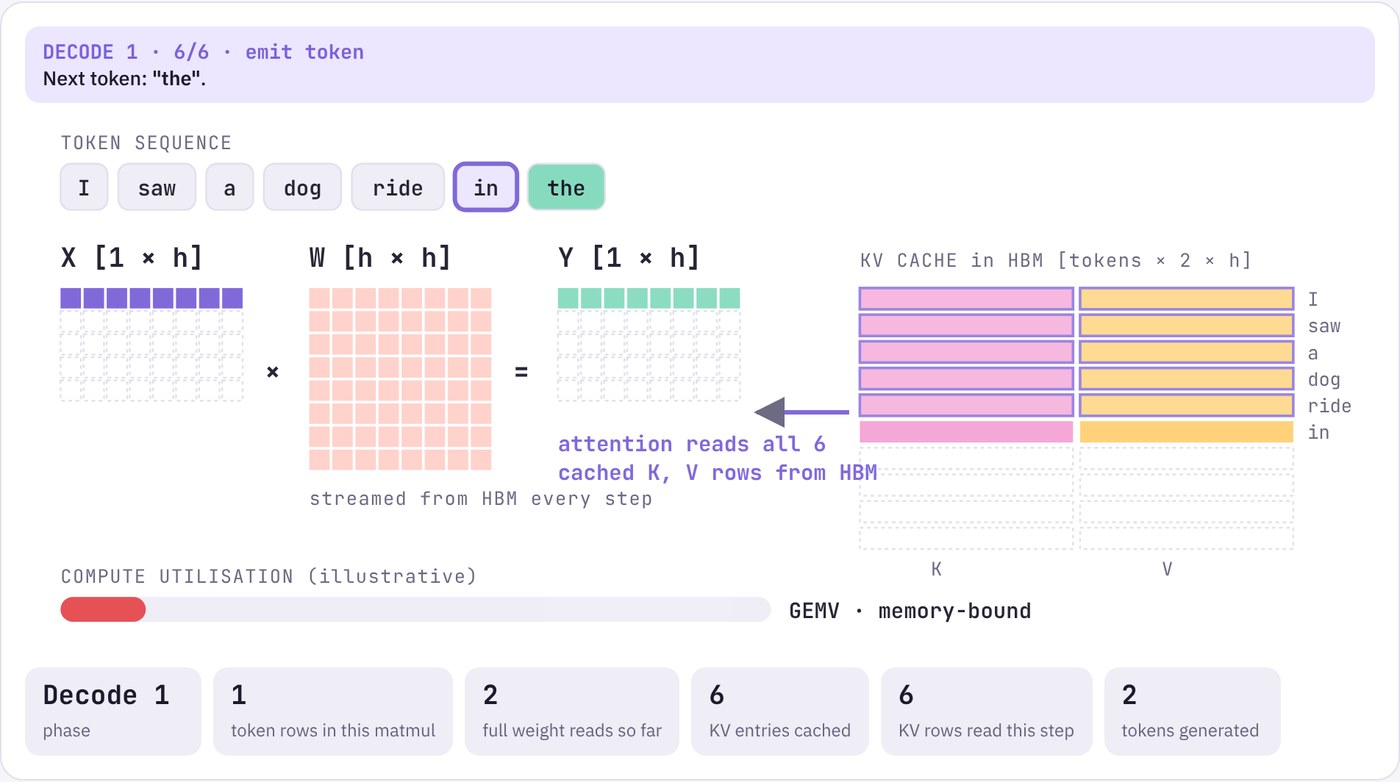 DECODE 1 · 6/6 · emit token
Next token: "the".
TOKEN SEQUENCE
I saw a dog ride in the
X [1 × h] W [h × h] Y [1 × h]
KV CACHE in HBM [tokens × 2 × h]
I
saw
a
× =
dog
ride
in
attention reads all 6
cached K, V rows from HBM
streamed from HBM every step
K V
COMPUTE UTILISATION (illustrative)
GEMV · memory-bound
Decode 1
phase
1
token rows in this matmul
2
full weight reads so far
6
KV entries cached
6
KV rows read this step
2
tokens generated